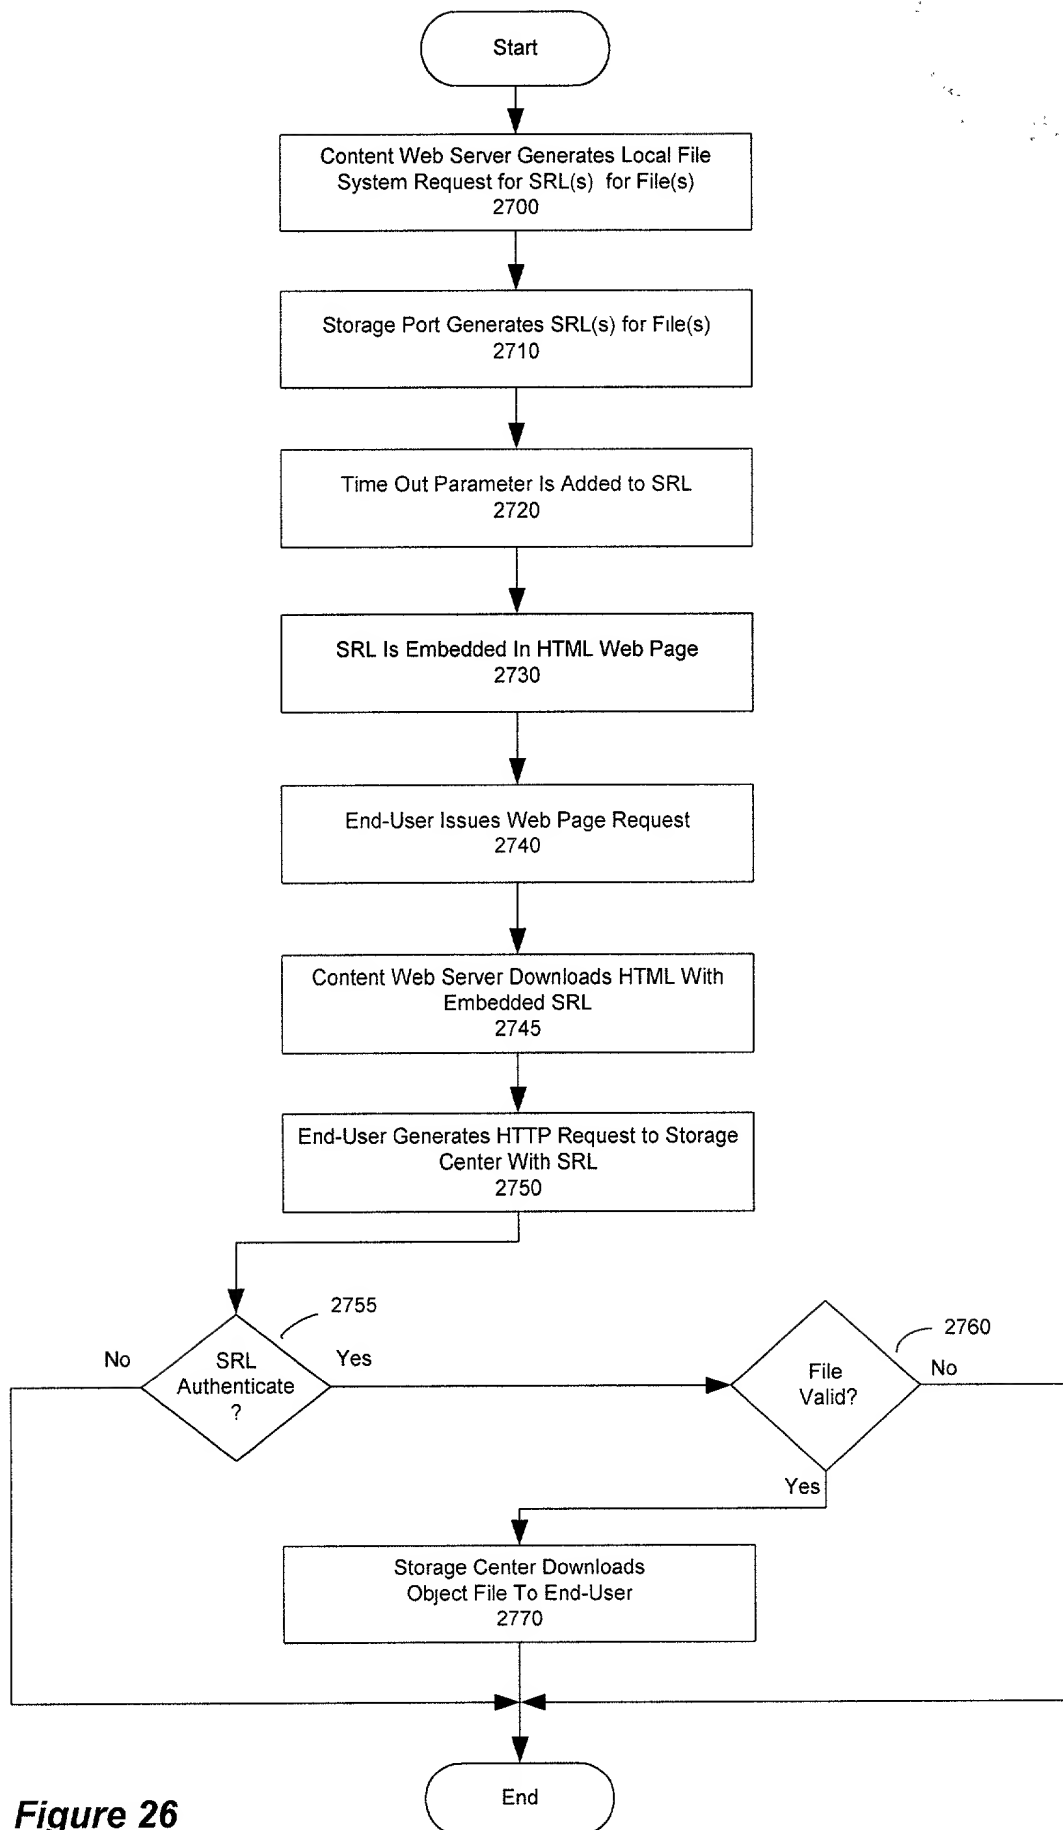 Start
Content Web Server Generates Local File
System Request for SRL(s) for File(s)
2700
Storage Port Generates SRL(s) for File(s)
2710
Time Out Parameter Is Added to SRL
2720
SRL Is Embedded In HTML Web Page
2730
End-User Issues Web Page Request
2740
Content Web Server Downloads HTML With
Embedded SRL
2745
End-User Generates HTTP Request to Storage
Center With SRL
2750
2755
No
SRL
Authenticate
?
Yes
2760
File
Valid?
No
Yes
Storage Center Downloads
Object File To End-User
2770
End
Figure 26